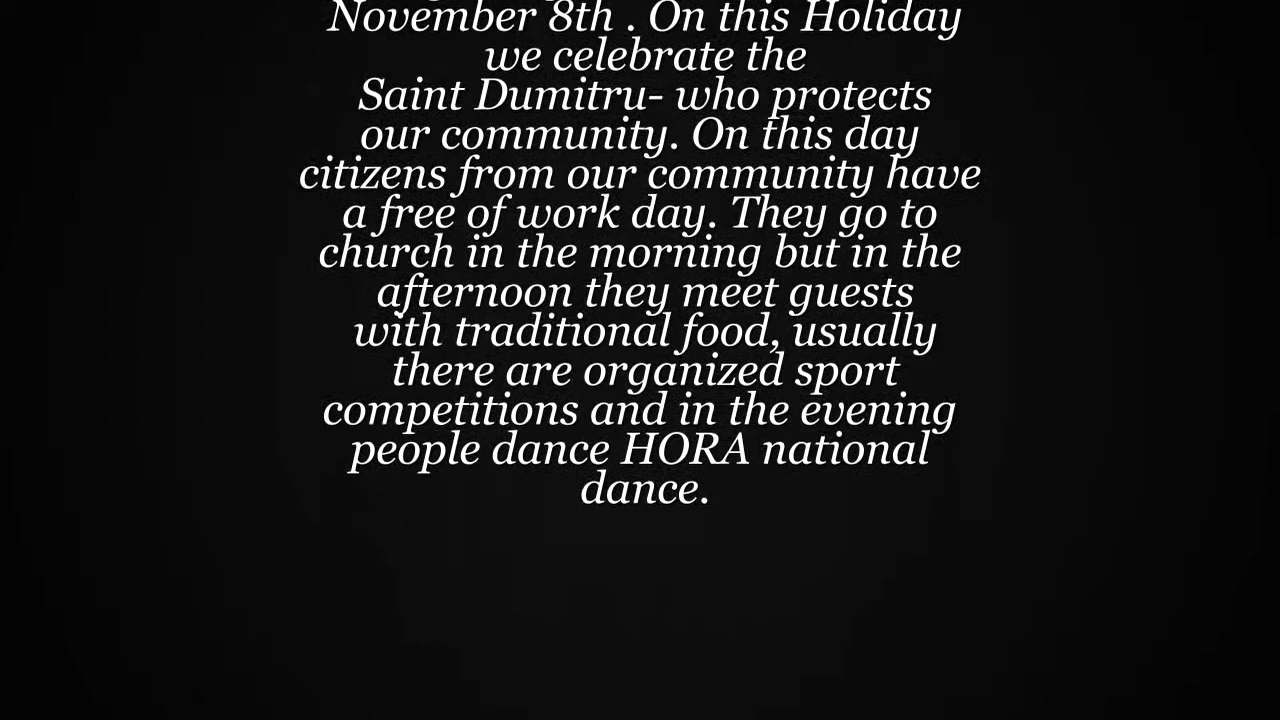 November 8th . On this Holiday
we celebrate the
Saint Dumitru- who protects
our community. On this day
citizens from our community have
a free of work day. They go to
church in the morning but in the
afternoon they meet guests
with traditional food, usually
there are organized sport
competitions and in the evening
people dance HORA national
dance.